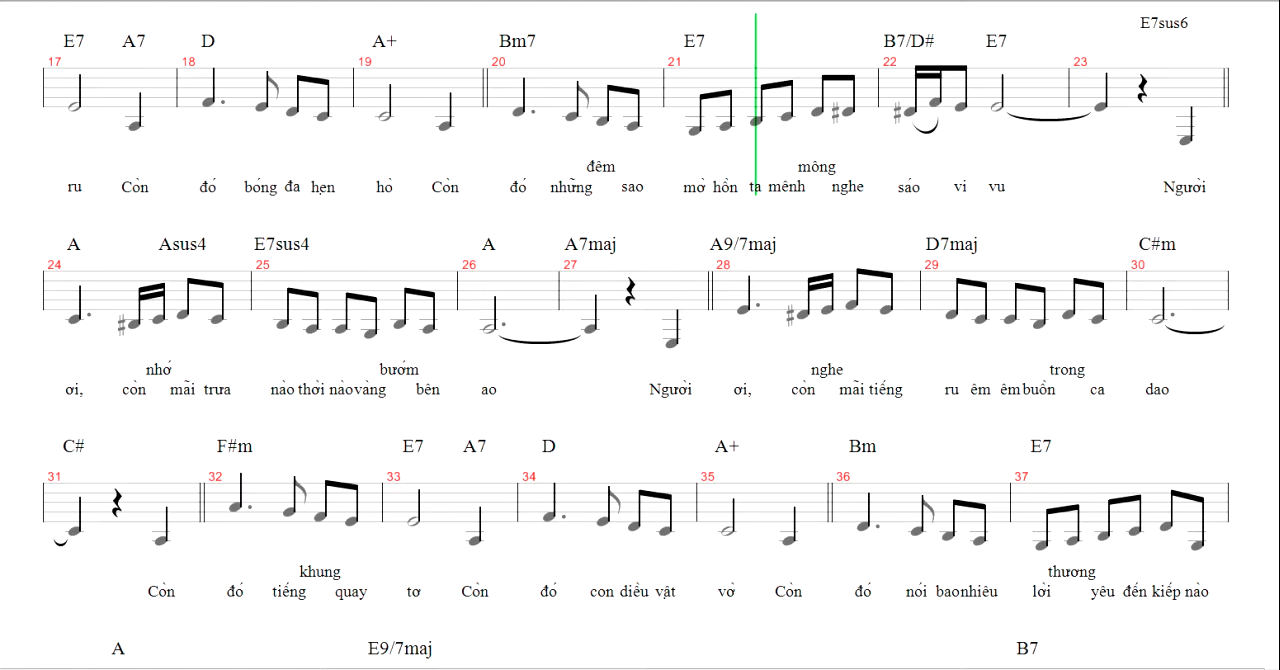 E7sus6
E7 A7 D A+ Bm7 E7 B7/D# E7
17 18 19 20 21 22 23
đêm mông
ru Còn đó bóng đa hẹn hò Còn đó những sao mở hồn ta mênh nghe sáo vi vu Người
A Asus4 E7sus4 A A7maj A9/7maj D7maj C#m
24 25 26 27 28 29 30
nhớ bướm nghe trong
ơi, còn mãi trưa nào thời nào vàng bên ao Người ơi, còn mãi tiếng ru êm êm buồn ca dao
C# F#m E7 A7 D A+ Bm E7
31 32 33 34 35 36 37
khung thương
Còn đó tiếng quay tơ Còn đó con diều vật vờ Còn đó nói bao nhiêu lời yêu đến kiếp nào
A E9/7maj B7